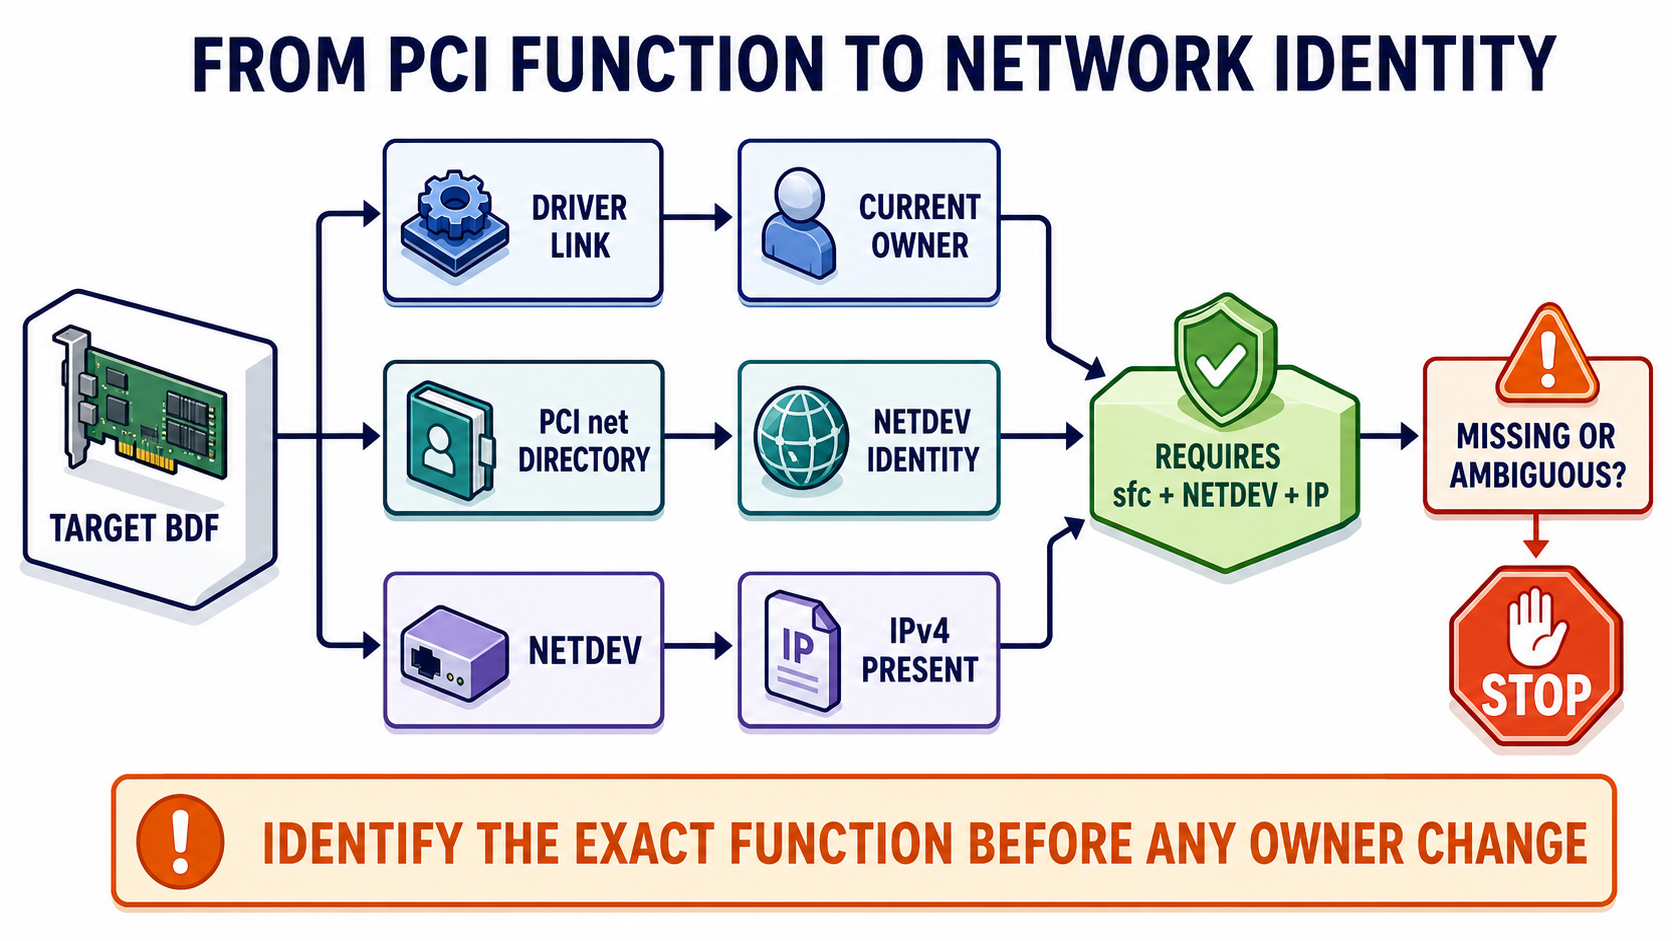 FROM PCI FUNCTION TO NETWORK IDENTITY
TARGET BDF
DRIVER
LINK
CURRENT
OWNER
PCI net
DIRECTORY
NETDEV
IDENTITY
NETDEV
IP
IPv4
PRESENT
REQUIRES
sfc + NETDEV + IP
MISSING OR
AMBIGUOUS?
STOP
IDENTIFY THE EXACT FUNCTION BEFORE ANY OWNER CHANGE